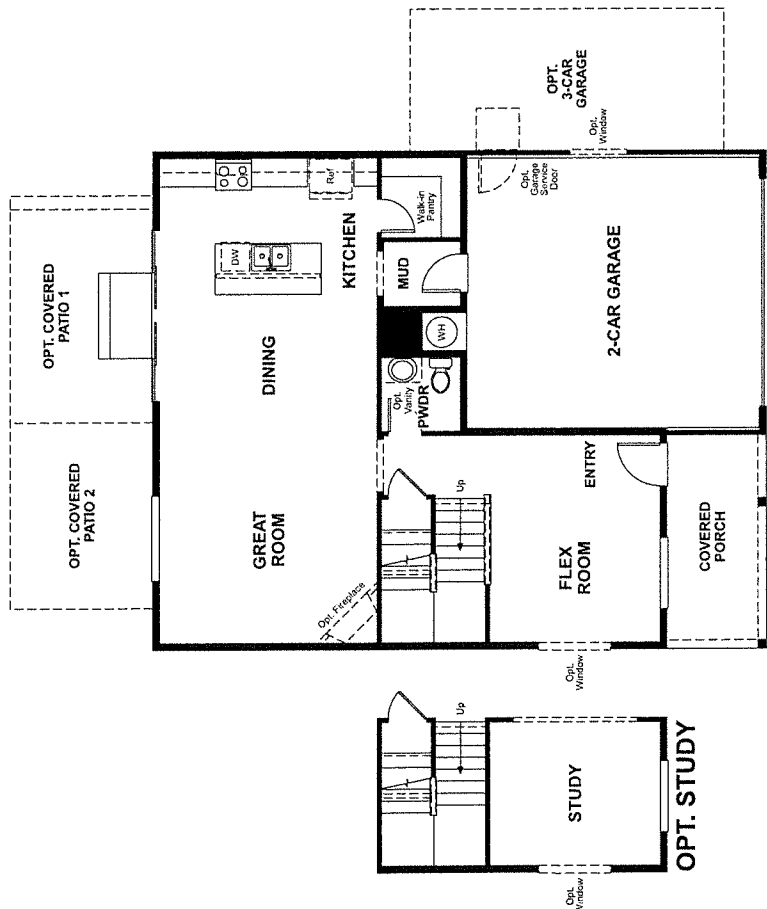 OPT. COVERED
PATIO 2
OPT. COVERED
PATIO 1
GREAT
ROOM
DINING
KITCHEN
DW
Ref
Opt. Fireplace
Up
Opt.
Vanity
PWDR
WH
MUD
Walk-in
Pantry
FLEX
ROOM
ENTRY
2-CAR GARAGE
Opt.
Garage
Service
Door
Opt.
Window
OPT.
3-CAR
GARAGE
COVERED
PORCH
Opt.
Window
Up
STUDY
Opt.
Window
OPT. STUDY